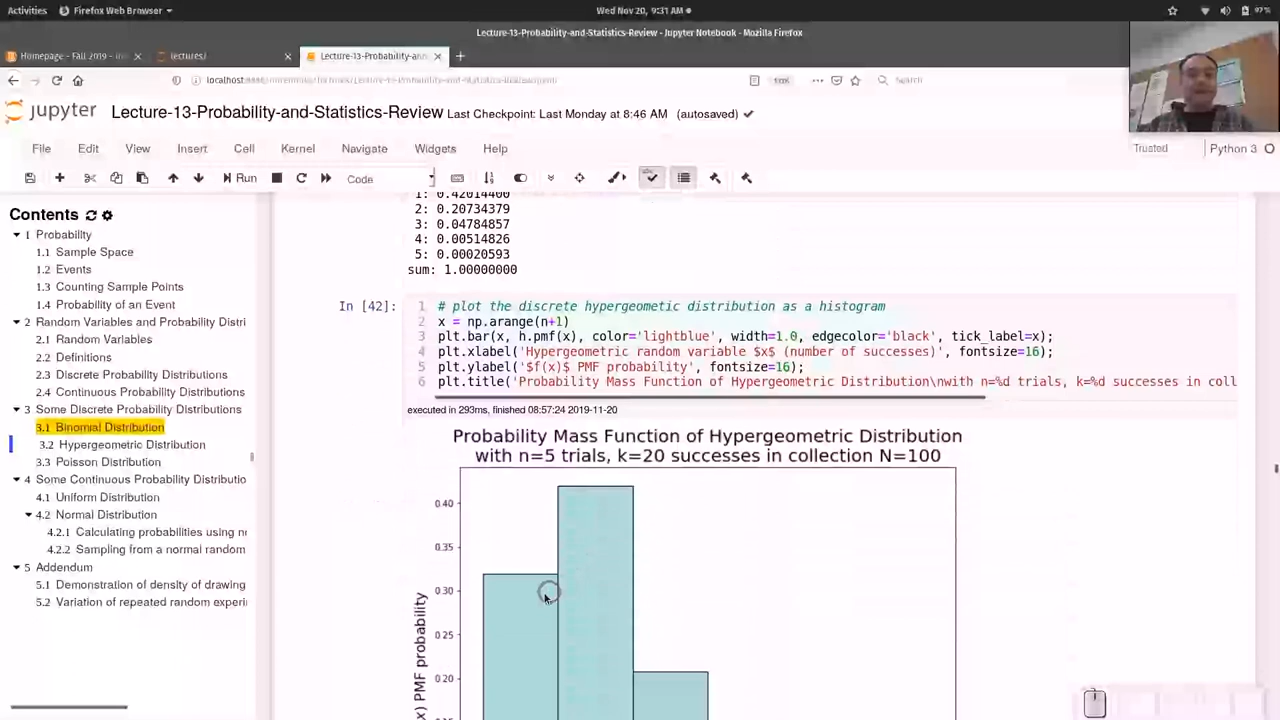 Activities Firefox Web Browser Wed Nov 20, 9:31 AM 97%
Lecture-13-Probability-and-Statistics-Review - Jupyter Notebook - Mozilla Firefox
Homepage - Fall 2019 - lectures/ Lecture-13-Probability-an
Search
jupyter Lecture-13-Probability-and-Statistics-Review Last Checkpoint: Last Monday at 8:46 AM (autosaved)
File Edit View Insert Cell Kernel Navigate Widgets Help Trusted Python 3
Run Code
Contents
1 Probability
1.1 Sample Space
1.2 Events
1.3 Counting Sample Points
1.4 Probability of an Event
2 Random Variables and Probability Distri
2.1 Random Variables
2.2 Definitions
2.3 Discrete Probability Distributions
2.4 Continuous Probability Distributions
3 Some Discrete Probability Distributions
3.1 Binomial Distribution
3.2 Hypergeometric Distribution
3.3 Poisson Distribution
4 Some Continuous Probability Distributio
4.1 Uniform Distribution
4.2 Normal Distribution
4.2.1 Calculating probabilities using n
4.2.2 Sampling from a normal random
5 Addendum
5.1 Demonstration of density of drawing
5.2 Variation of repeated random experi
1: 0.42014400
2: 0.20734379
3: 0.04784857
4: 0.00514826
5: 0.00020593
sum: 1.00000000
In [42]:
1 # plot the discrete hypergeometic distribution as a histogram
2 x = np.arange(n+1)
3 plt.bar(x, h.pmf(x), color='lightblue', width=1.0, edgecolor='black', tick_label=x);
4 plt.xlabel('Hypergeometric random variable $x$ (number of successes)', fontsize=16);
5 plt.ylabel('$f(x)$ PMF probability', fontsize=16);
6 plt.title('Probability Mass Function of Hypergeometric Distribution\nwith n=%d trials, k=%d successes in coll
executed in 293ms, finished 08:57:24 2019-11-20
Probability Mass Function of Hypergeometric Distribution
with n=5 trials, k=20 successes in collection N=100
0.40
0.35
0.30
0.25
0.20
x) PMF probability